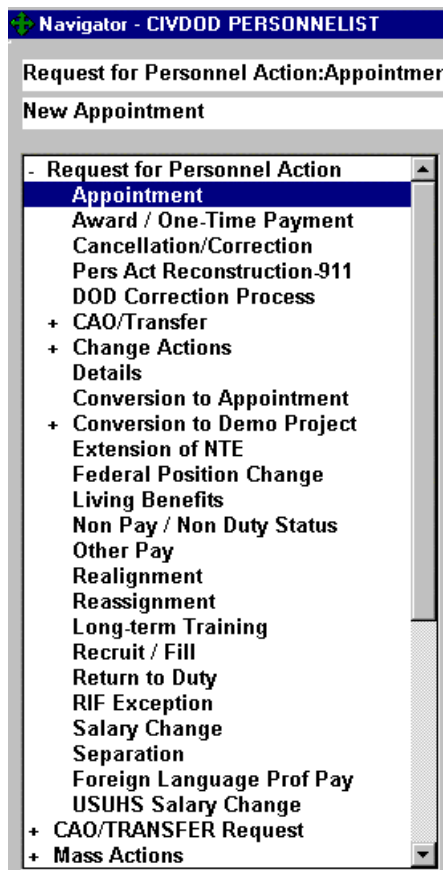 Navigator - CIVDOD PERSONNELIST
Request for Personnel Action:Appointmen
New Appointment
- Request for Personnel Action
Appointment
Award / One-Time Payment
Cancellation/Correction
Pers Act Reconstruction-911
DOD Correction Process
+ CAO/Transfer
+ Change Actions
Details
Conversion to Appointment
+ Conversion to Demo Project
Extension of NTE
Federal Position Change
Living Benefits
Non Pay / Non Duty Status
Other Pay
Realignment
Reassignment
Long-term Training
Recruit / Fill
Return to Duty
RIF Exception
Salary Change
Separation
Foreign Language Prof Pay
USUHS Salary Change
+ CAO/TRANSFER Request
+ Mass Actions